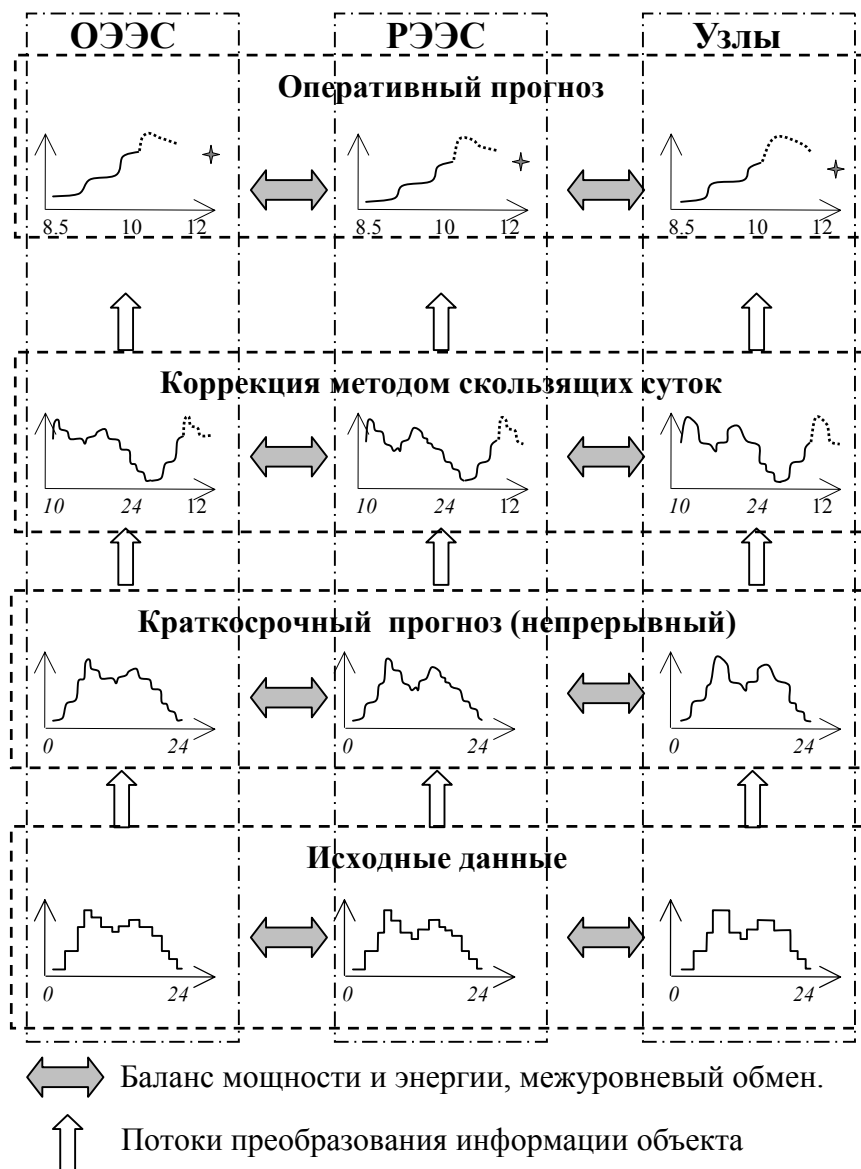 ОЭЭС РЭЭС Узлы
Оперативный прогноз
8.5 10 12 8.5 10 12 8.5 10 12
Коррекция методом скользящих суток
10 24 12 10 24 12 10 24 12
Краткосрочный прогноз (непрерывный)
0 24 0 24 0 24
Исходные данные
0 24 0 24 0 24
Баланс мощности и энергии, межуровневый обмен.
Потоки преобразования информации объекта